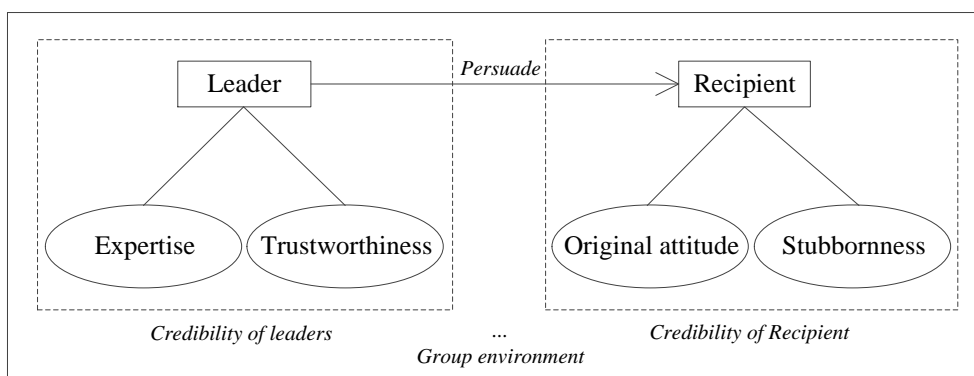 Persuade
Leader
Recipient
Expertise
Trustworthiness
Original attitude
Stubbornness
Credibility of leaders
...
Credibility of Recipient
Group environment